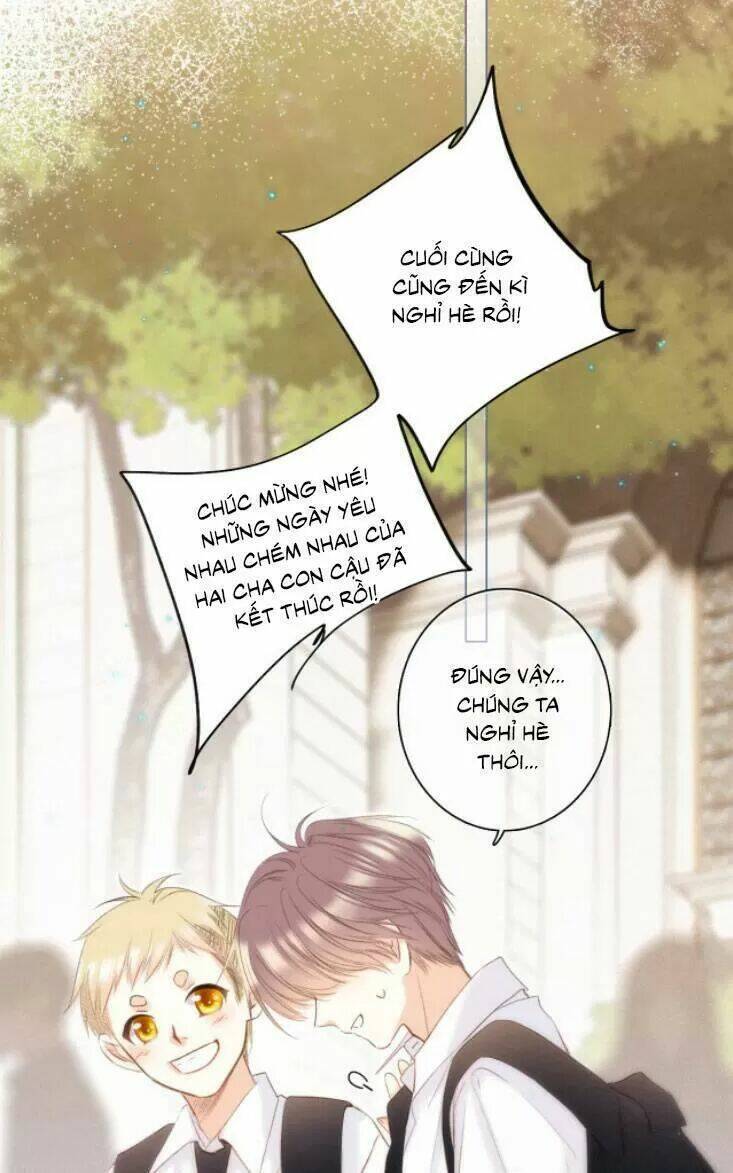 CUỐI CÙNG
CŨNG ĐẾN KÌ
NGHỈ HÈ RỒI!
CHÚC MỪNG NHÉ!
NHỮNG NGÀY YÊU
NHAU CHÉM NHAU CỦA
HAI CHA CON CẬU ĐÃ
KẾT THÚC RỒI!
ĐÚNG VẬY...
CHÚNG TA
NGHỈ HÈ
THÔI...